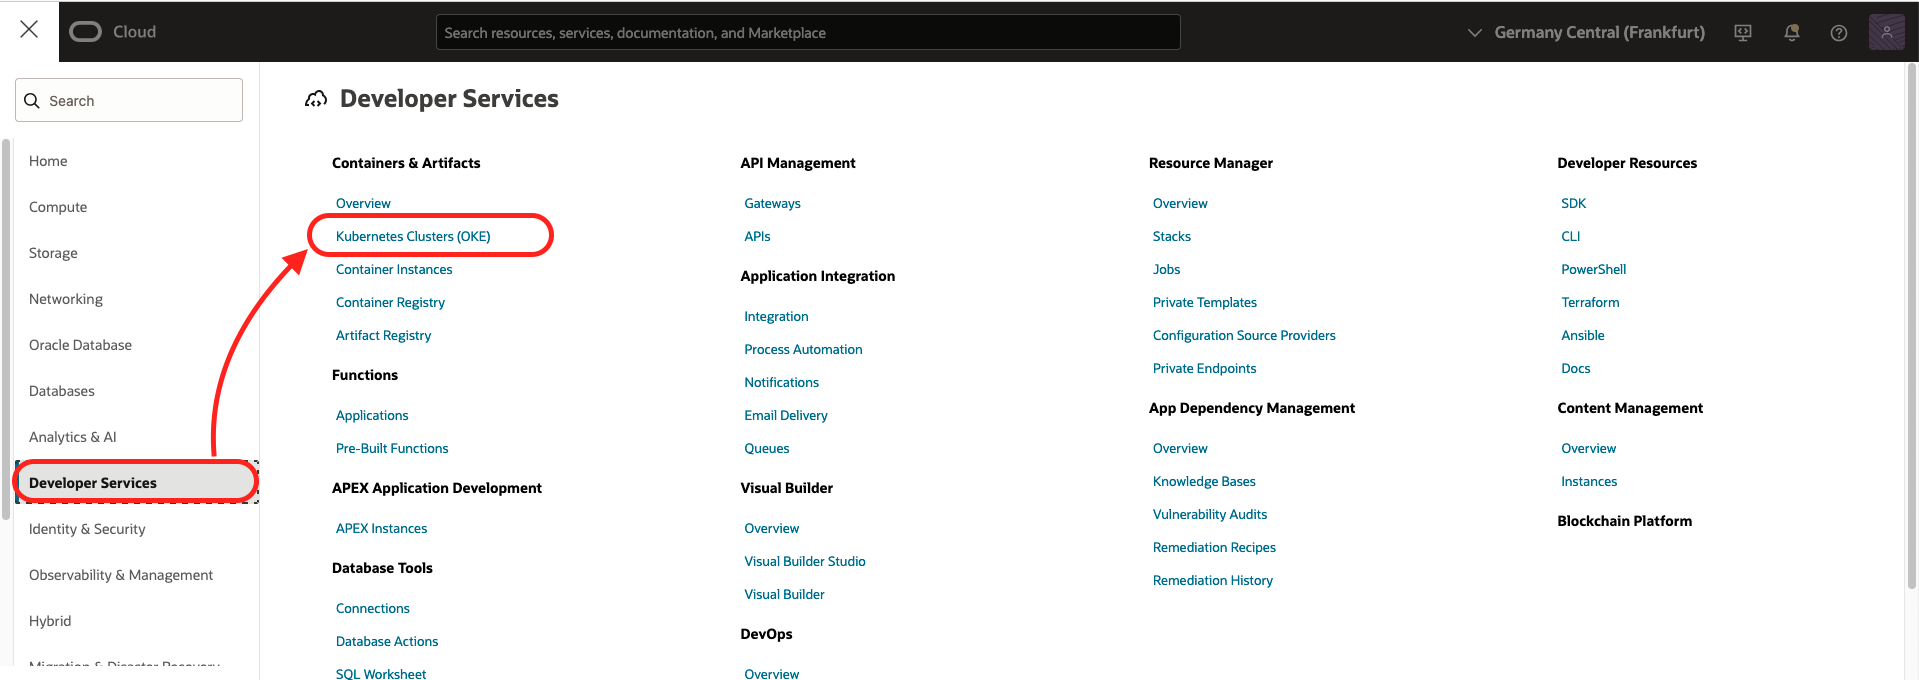 Cloud
Search resources, services, documentation, and Marketplace
Germany Central (Frankfurt)
Search
Home
Compute
Storage
Networking
Oracle Database
Databases
Analytics & AI
Developer Services
Identity & Security
Observability & Management
Hybrid
Migration & Disaster Recovery
Developer Services
Containers & Artifacts
Overview
Kubernetes Clusters (OKE)
Container Instances
Container Registry
Artifact Registry
Functions
Applications
Pre-Built Functions
APEX Application Development
APEX Instances
Database Tools
Connections
Database Actions
SQL Worksheet
API Management
Gateways
APIs
Application Integration
Integration
Process Automation
Notifications
Email Delivery
Queues
Visual Builder
Overview
Visual Builder Studio
Visual Builder
DevOps
Overview
Resource Manager
Overview
Stacks
Jobs
Private Templates
Configuration Source Providers
Private Endpoints
App Dependency Management
Overview
Knowledge Bases
Vulnerability Audits
Remediation Recipes
Remediation History
Developer Resources
SDK
CLI
PowerShell
Terraform
Ansible
Docs
Content Management
Overview
Instances
Blockchain Platform